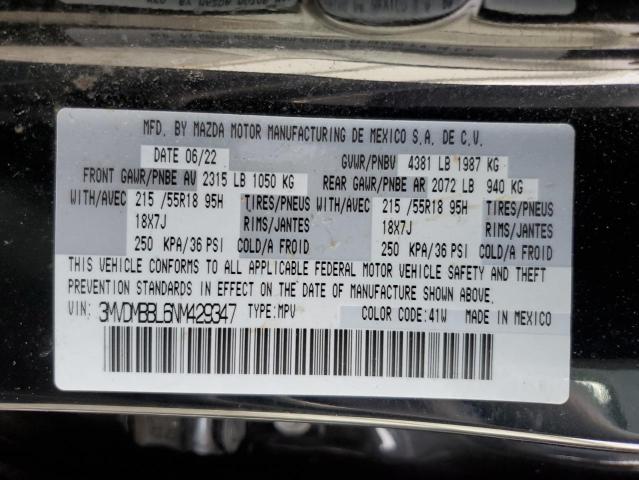 MFD. BY MAZDA MOTOR MANUFACTURING DE MEXICO S.A. DE C.V.
DATE 06/22 GVWR/PNBV 4381 LB 1987 KG
FRONT GAWR/PNBE AV 2315 LB 1050 KG REAR GAWR/PNBE AR 2072 LB 940 KG
WITH/AVEC 215 /55R18 95H TIRES/PNEUS WITH/AVEC 215 /55R18 95H TIRES/PNEUS
18X7J RIMS/JANTES 18X7J RIMS/JANTES
250 KPA/36 PSI COLD/A FROID 250 KPA/36 PSI COLD/A FROID
THIS VEHICLE CONFORMS TO ALL APPLICABLE FEDERAL MOTOR VEHICLE SAFETY AND THEFT
PREVENTION STANDARDS IN EFFECT ON THE DATE OF MANUFACTURE SHOWN ABOVE.
VIN: 3MVDMBBL6NM429347 TYPE:MPV COLOR CODE: 41W MADE IN MEXICO